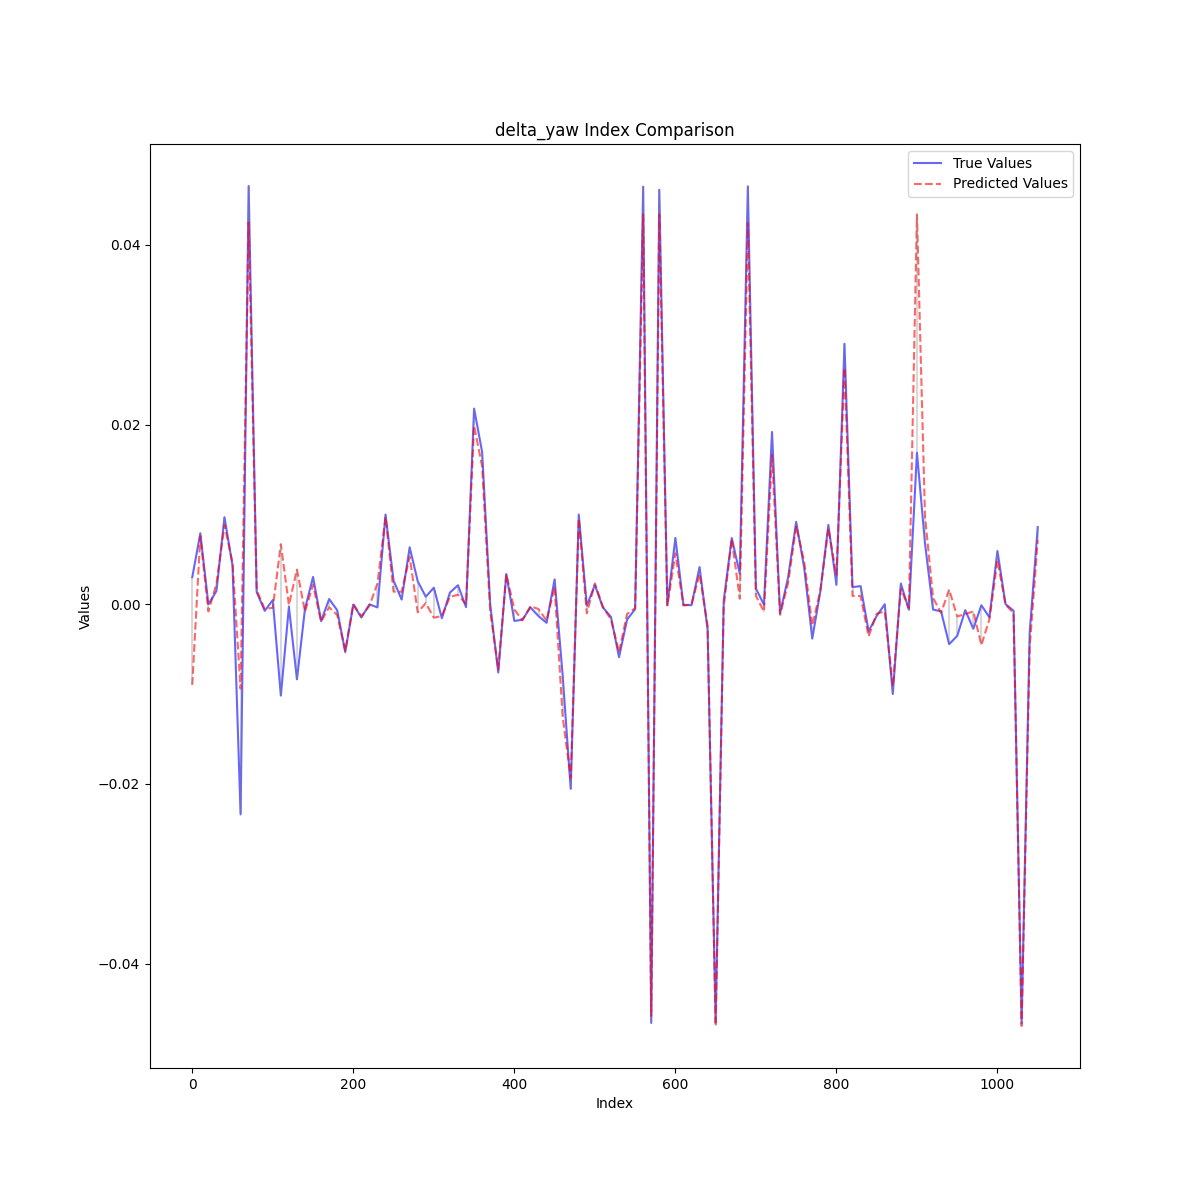 delta_yaw Index Comparison
True Values
Predicted Values
0.04
0.02
0.00
−0.02
−0.04
Values
0 200 400 600 800 1000
Index